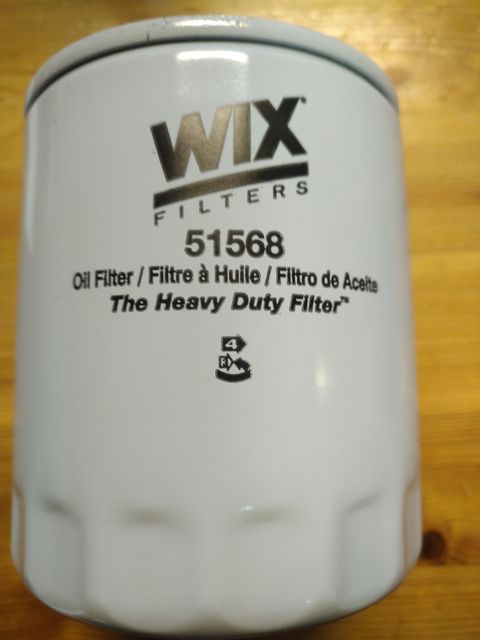 WIX
FILTERS
51568
Oil Filter / Filtre à Huile / Filtro de Aceite
The Heavy Duty Filter™
4